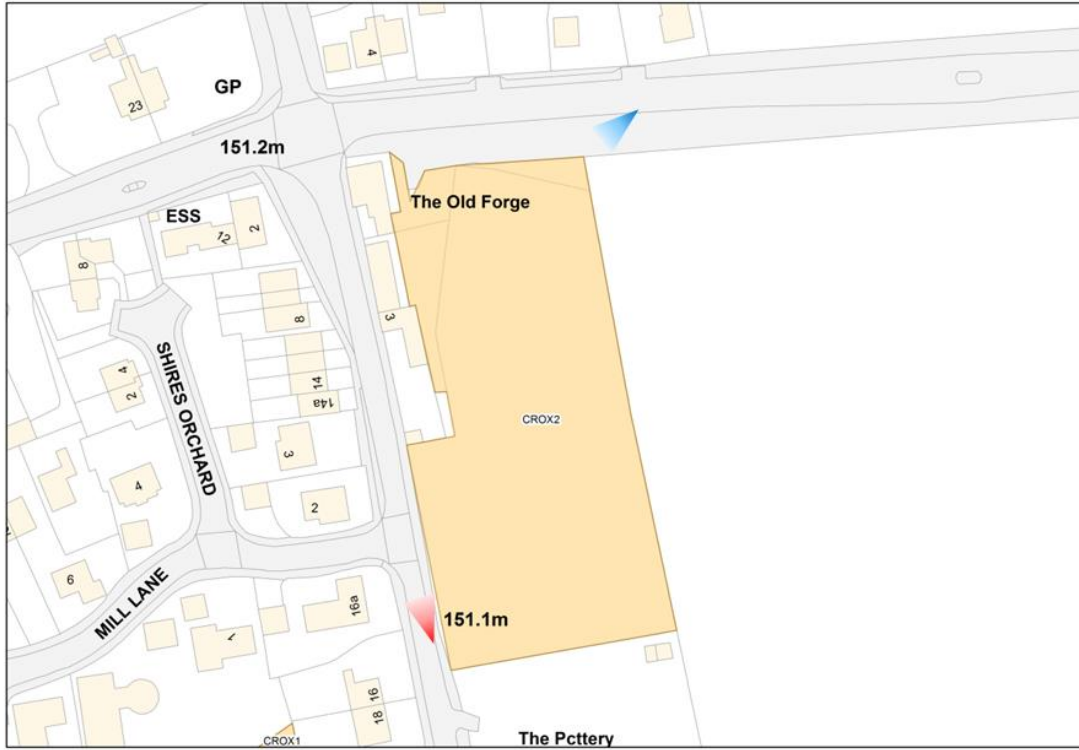 4
GP
23
151.2m
The Old Forge
ESS
12
2
8
3
8
SHIRES ORCHARD
4
2
14
14a
CROX2
3
4
2
6
MILL LANE
16a
151.1m
1
16
18
CROX1
The Pcttery